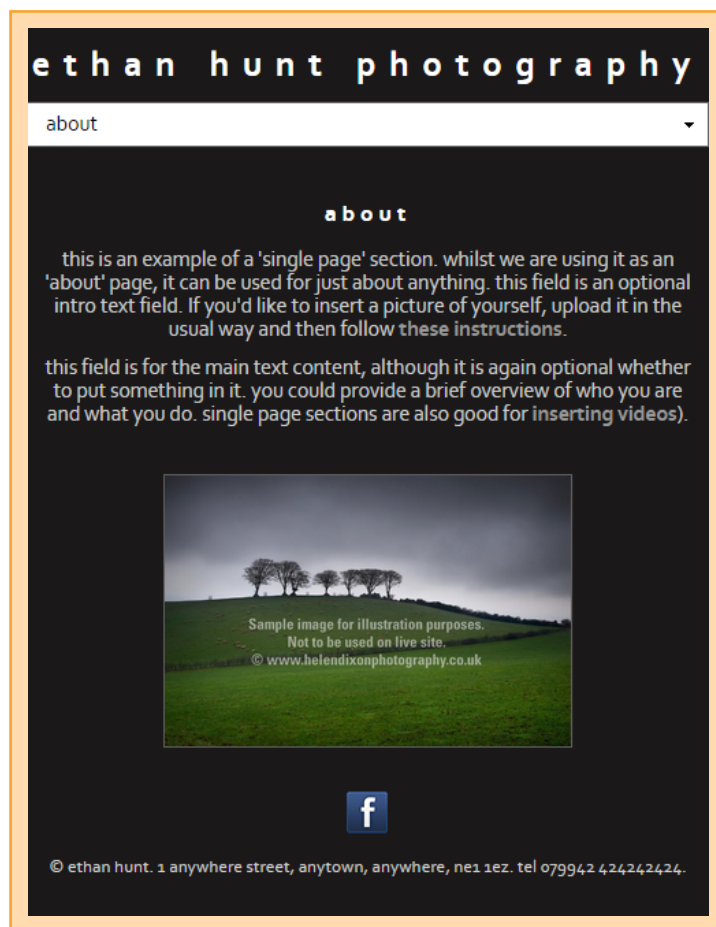 ethan hunt photography
about
about
this is an example of a 'single page' section. whilst we are using it as an
'about' page, it can be used for just about anything. this field is an optional
intro text field. If you'd like to insert a picture of yourself, upload it in the
usual way and then follow these instructions.
this field is for the main text content, although it is again optional whether
to put something in it. you could provide a brief overview of who you are
and what you do. single page sections are also good for inserting videos).
Sample image for illustration purposes.
Not to be used on live site.
© www.helendixonphotography.co.uk
f
© ethan hunt. 1 anywhere street, anytown, anywhere, ne1 1ez. tel 079942 424242424.